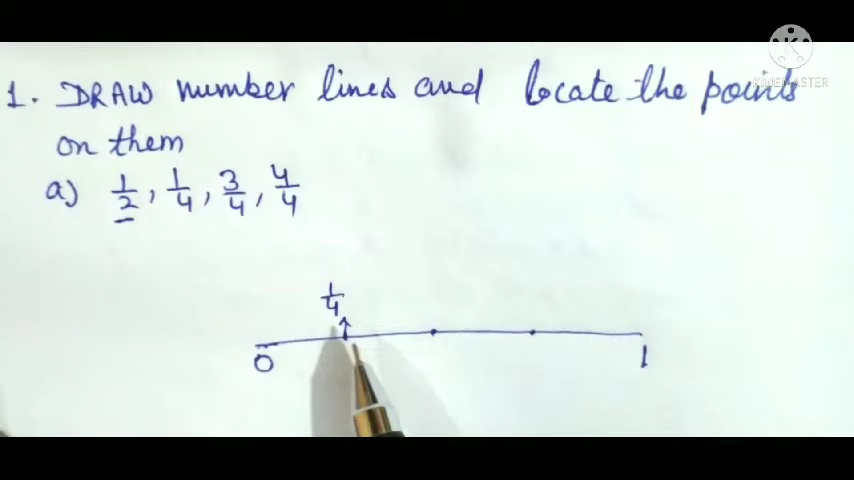 KINEMASTER
1. DRAW number lines and locate the points
on them
a) 1/2, 1/4, 3/4, 4/4
1/4
0 1